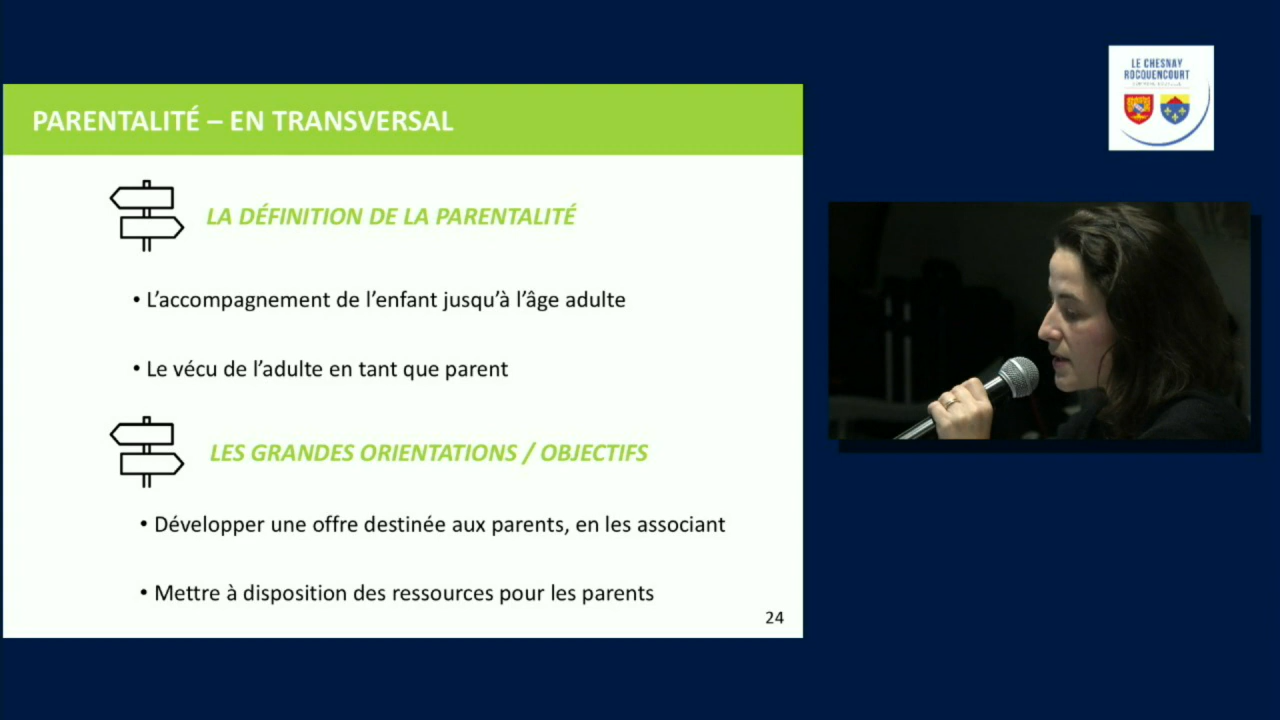 LE CHESNAY
ROCQUENCOURT
PARENTALITÉ – EN TRANSVERSAL
LA DÉFINITION DE LA PARENTALITÉ
• L’accompagnement de l’enfant jusqu’à l’âge adulte
• Le vécu de l’adulte en tant que parent
LES GRANDES ORIENTATIONS / OBJECTIFS
• Développer une offre destinée aux parents, en les associant
• Mettre à disposition des ressources pour les parents
24